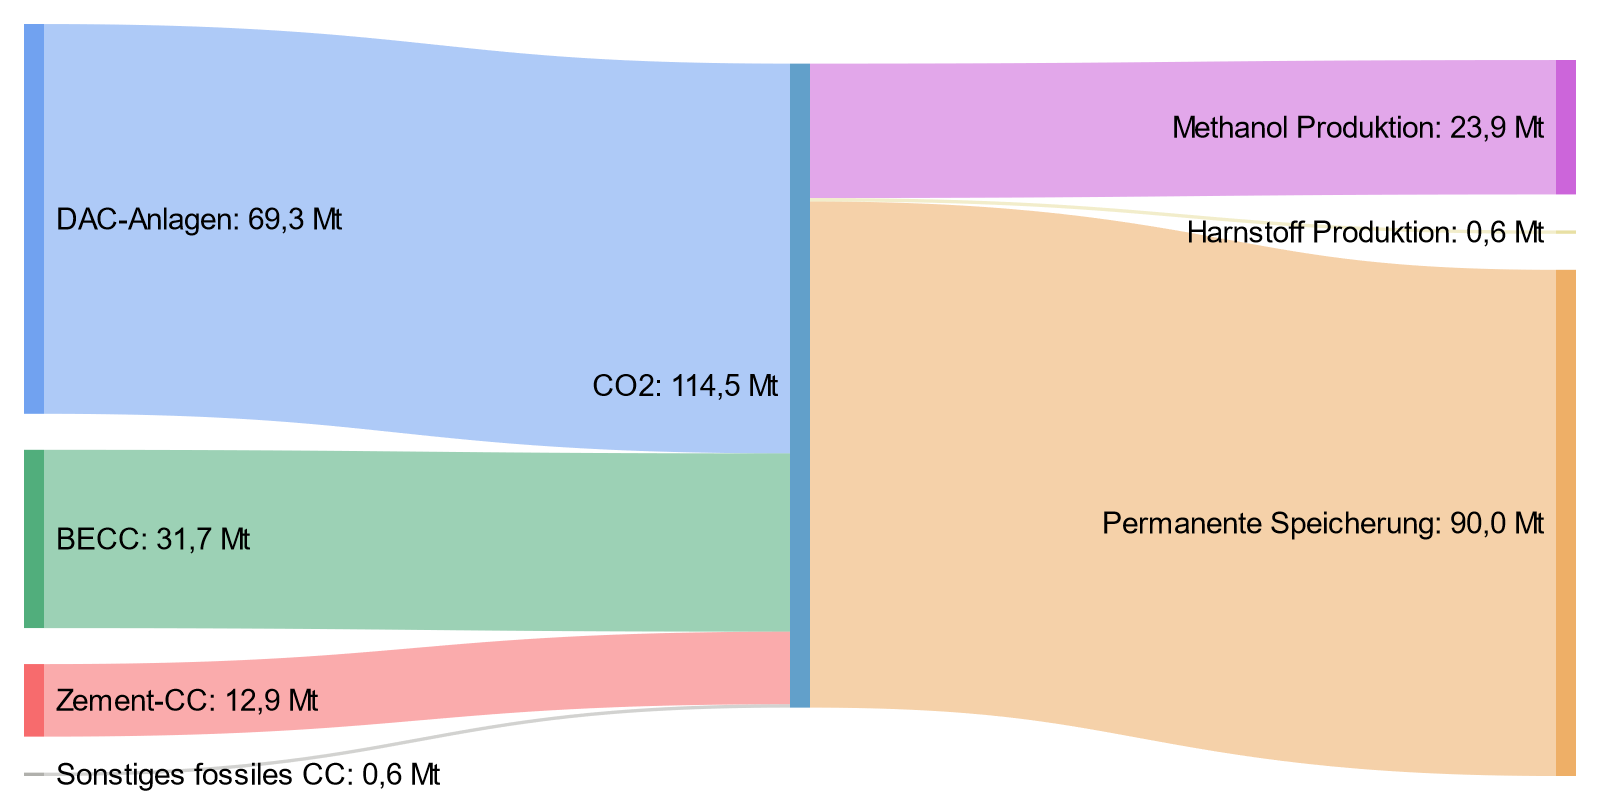 DAC-Anlagen: 69,3 Mt
BECC: 31,7 Mt
Zement-CC: 12,9 Mt
Sonstiges fossiles CC: 0,6 Mt
CO2: 114,5 Mt
Methanol Produktion: 23,9 Mt
Harnstoff Produktion: 0,6 Mt
Permanente Speicherung: 90,0 Mt